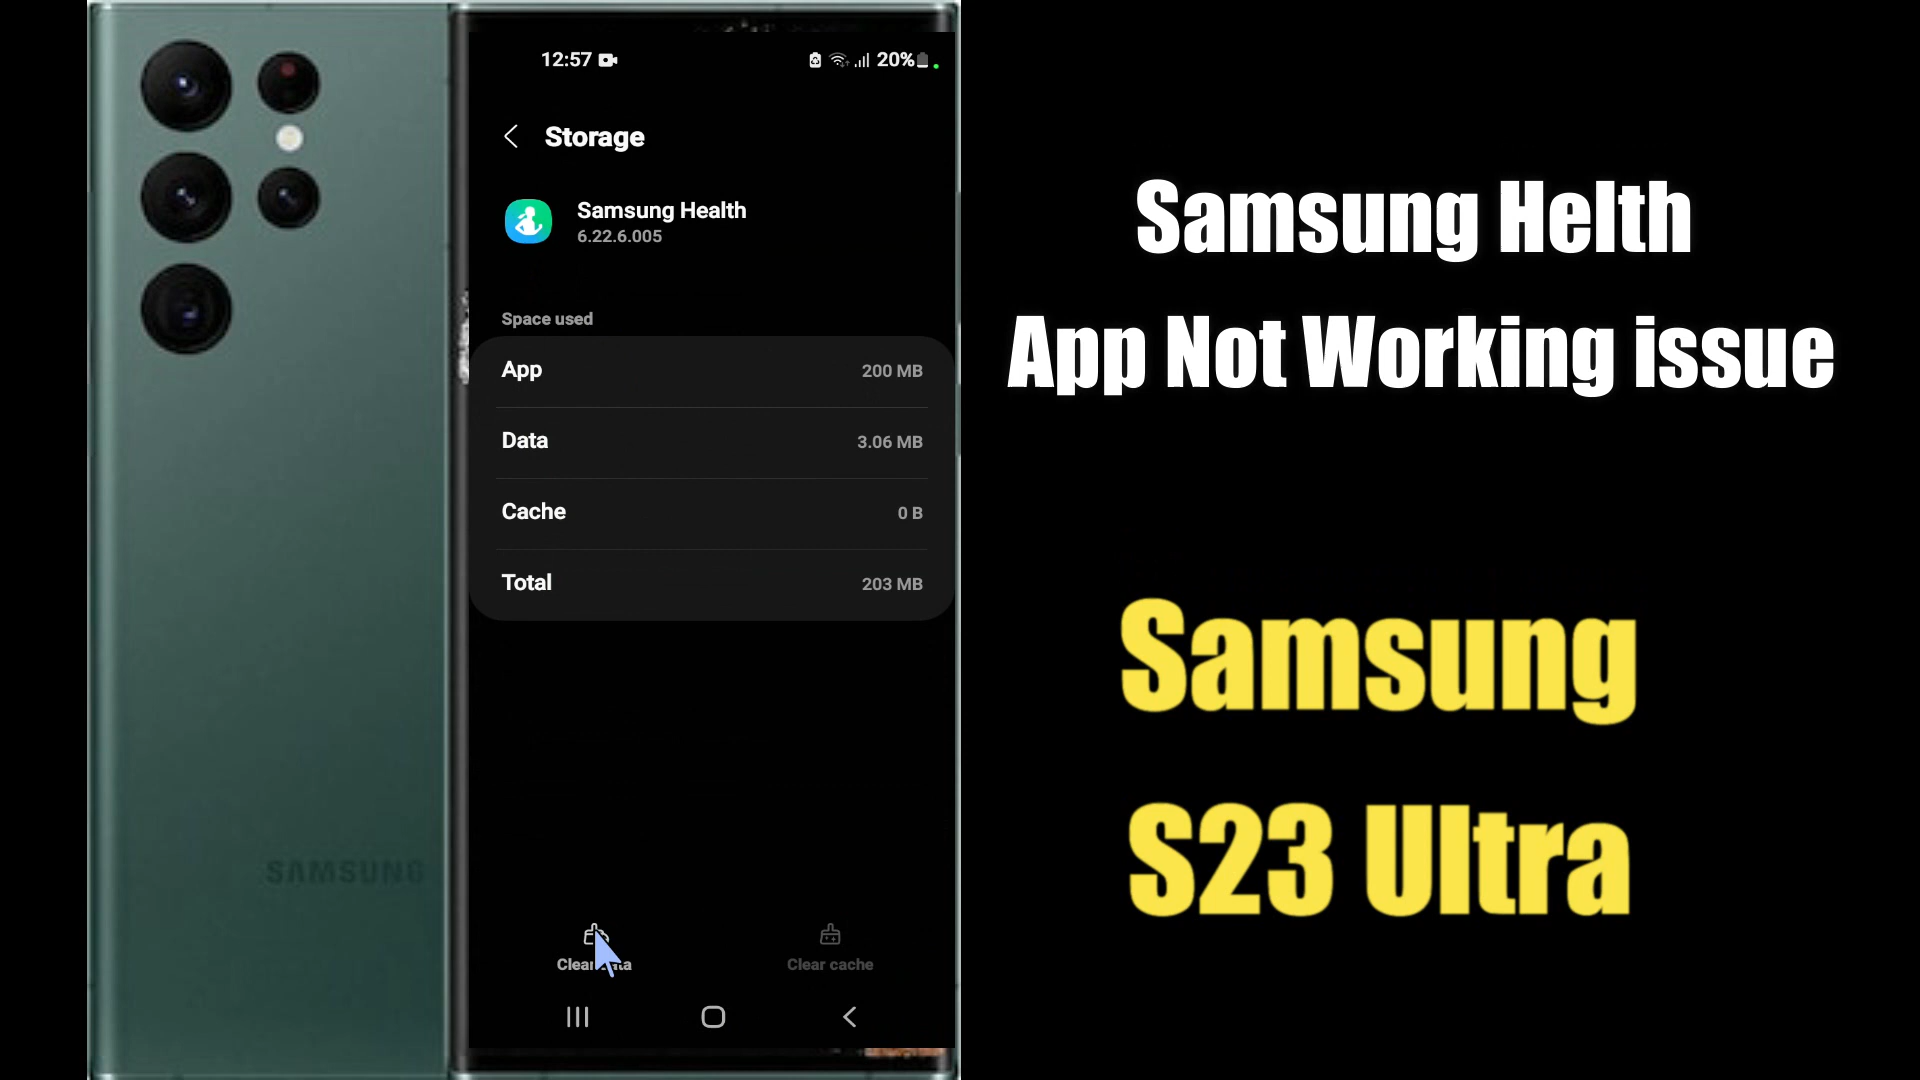 12:57
20%
Storage
Samsung Health
6.22.6.005
Space used
App 200 MB
Data 3.06 MB
Cache 0 B
Total 203 MB
Clear cache
SAMSUNG
Samsung Helth
App Not Working issue
Samsung
S23 Ultra